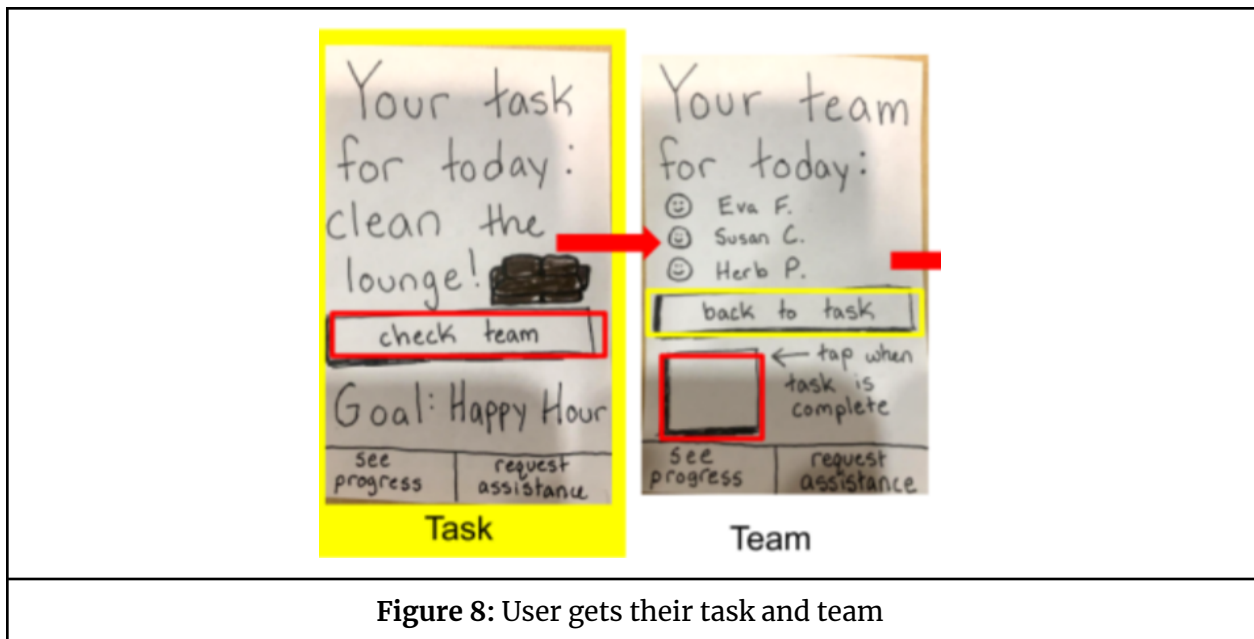 Your task
for today:
clean the
lounge!
check team
Goal: Happy Hour
see
progress
request
assistance
Task
Your team
for today:
Eva F.
Susan C.
Herb P.
back to task
← tap when
task is
complete
see
progress
request
assistance
Team
Figure 8: User gets their task and team